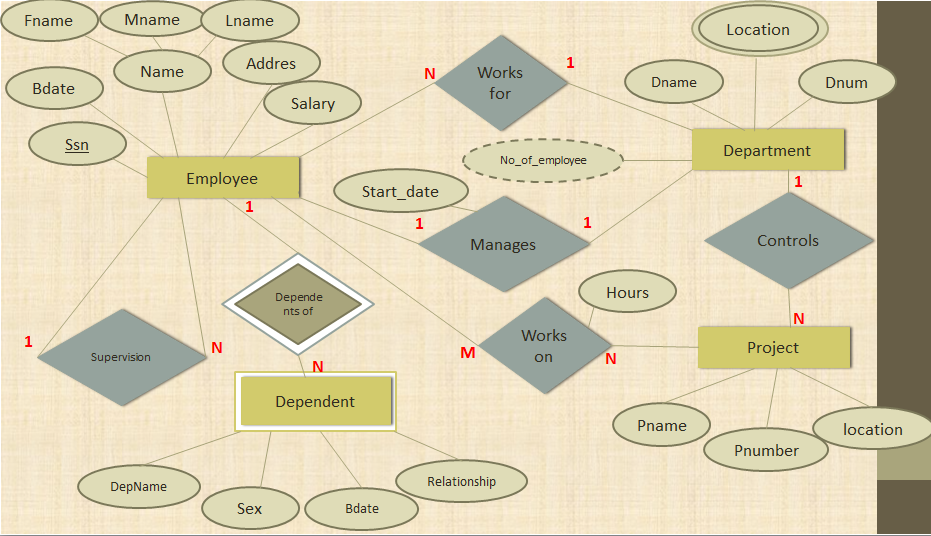 Fname
Mname
Lname
Name
Addres
Bdate
Salary
Ssn
Employee
N
Works
for
1
Location
Dname
Dnum
Department
No_of_employee
Start_date
1
1
Manages
1
1
Controls
N
Hours
Works
on
M
N
Project
Depende
nts of
N
Dependent
1
Supervision
N
Pname
Pnumber
location
DepName
Sex
Bdate
Relationship